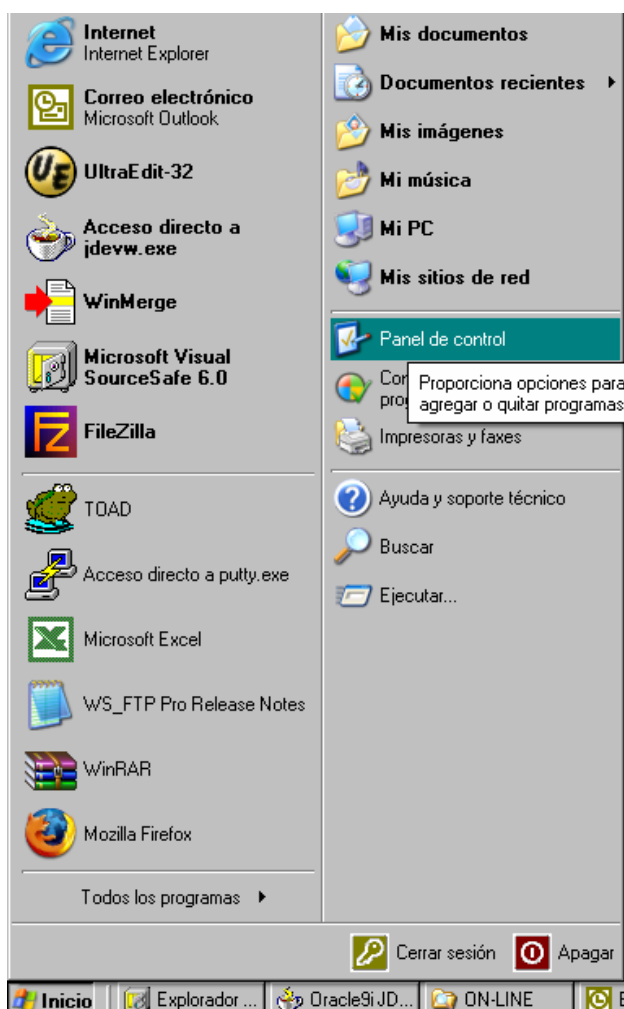 Internet
Internet Explorer
Correo electrónico
Microsoft Outlook
UltraEdit-32
Acceso directo a
jdevw.exe
WinMerge
Microsoft Visual
SourceSafe 6.0
FileZilla
TOAD
Acceso directo a putty.exe
Microsoft Excel
WS_FTP Pro Release Notes
WinRAR
Mozilla Firefox
Todos los programas
Mis documentos
Documentos recientes
Mis imágenes
Mi música
Mi PC
Mis sitios de red
Panel de control
Proporciona opciones para
agregar o quitar programas
Impresoras y faxes
Ayuda y soporte técnico
Buscar
Ejecutar...
Cerrar sesión
Apagar
Inicio
Explorador ...
Oracle9i JD...
ON-LINE